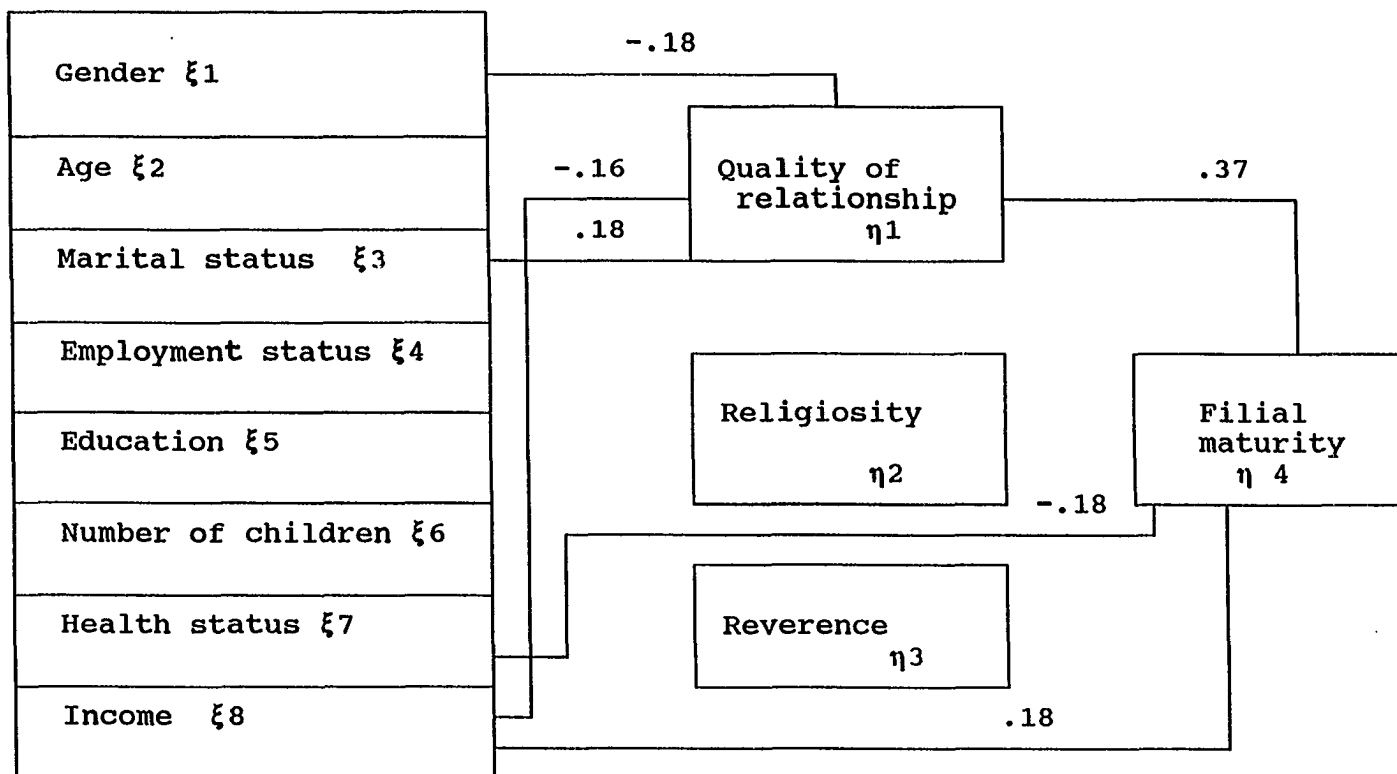 -.18
Gender ξ1
Age ξ2
-.16
Quality of
relationship
η1
.37
.18
Marital status ξ3
Employment status ξ4
Religiosity
η2
Filial
maturity
η 4
Education ξ5
-.18
Number of children ξ6
Health status ξ7
Reverence
η3
Income ξ8
.18